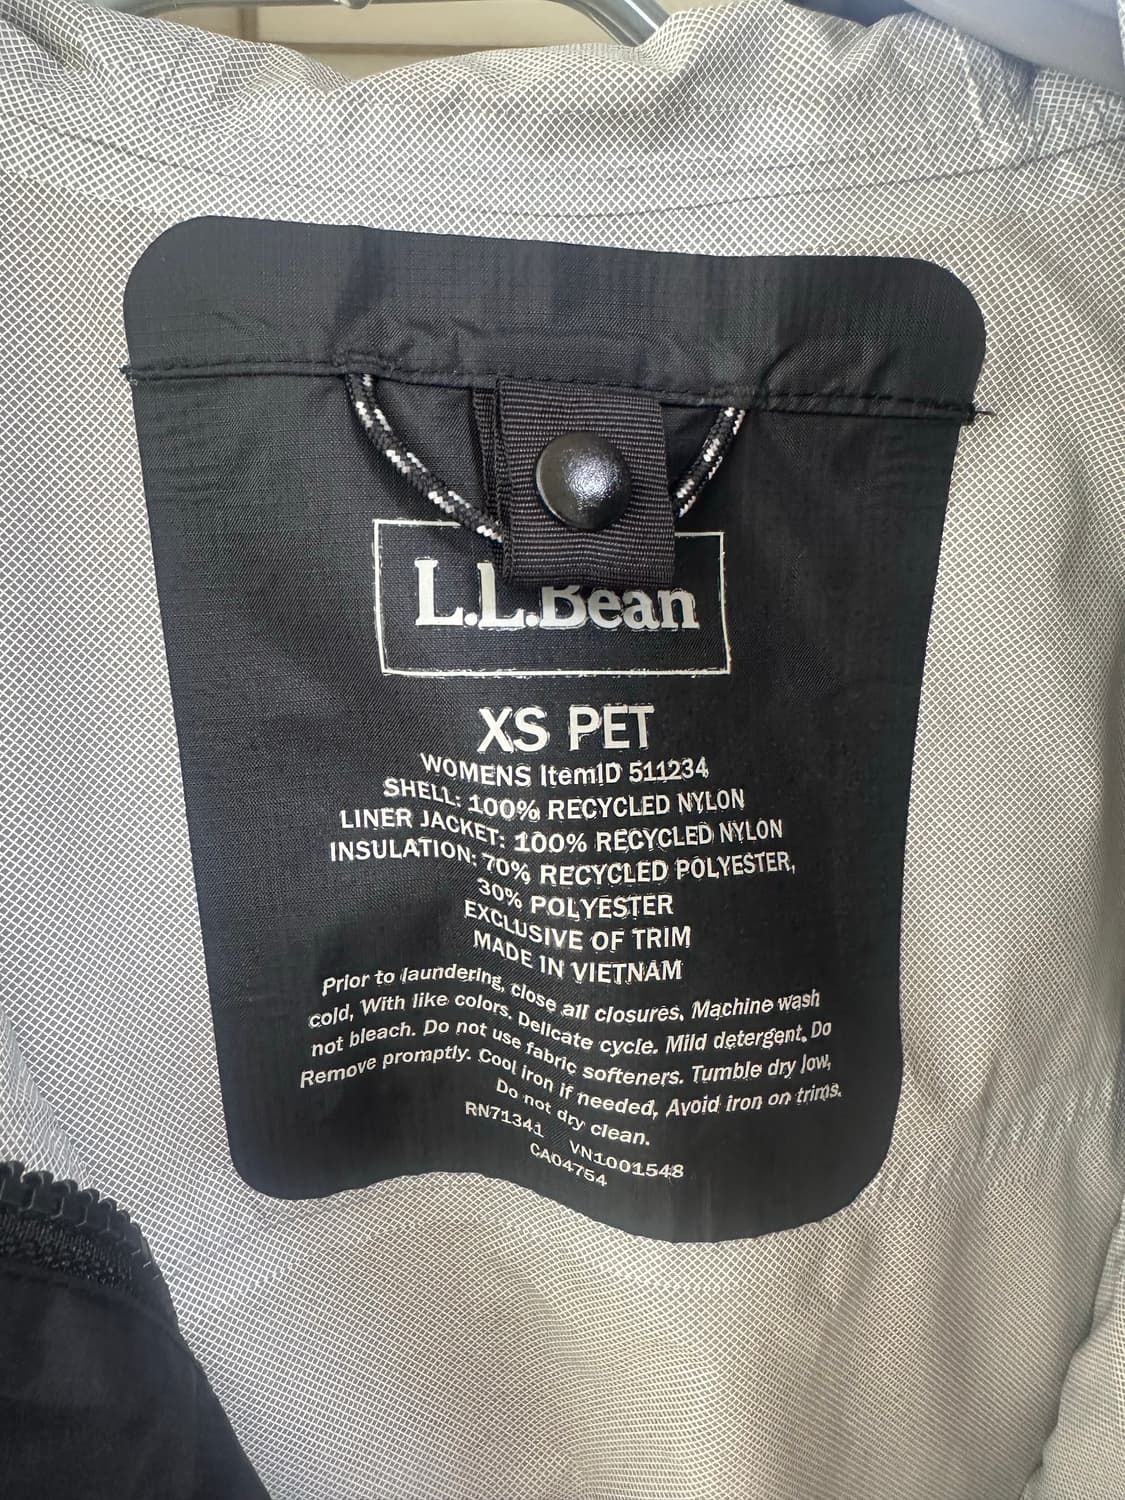 L.L.Bean
XS PET
WOMENS ItemID 511234
SHELL: 100% RECYCLED NYLON
LINER JACKET: 100% RECYCLED NYLON
INSULATION: 70% RECYCLED POLYESTER,
30% POLYESTER
EXCLUSIVE OF TRIM
MADE IN VIETNAM
Prior to laundering, close all closures. Machine wash
cold, With like colors. Delicate cycle. Mild detergent. Do
not bleach. Do not use fabric softeners. Tumble dry low,
Remove promptly. Cool iron if needed, Avoid iron on trims.
Do not dry clean.
RN71341 VN1001548
CA04754